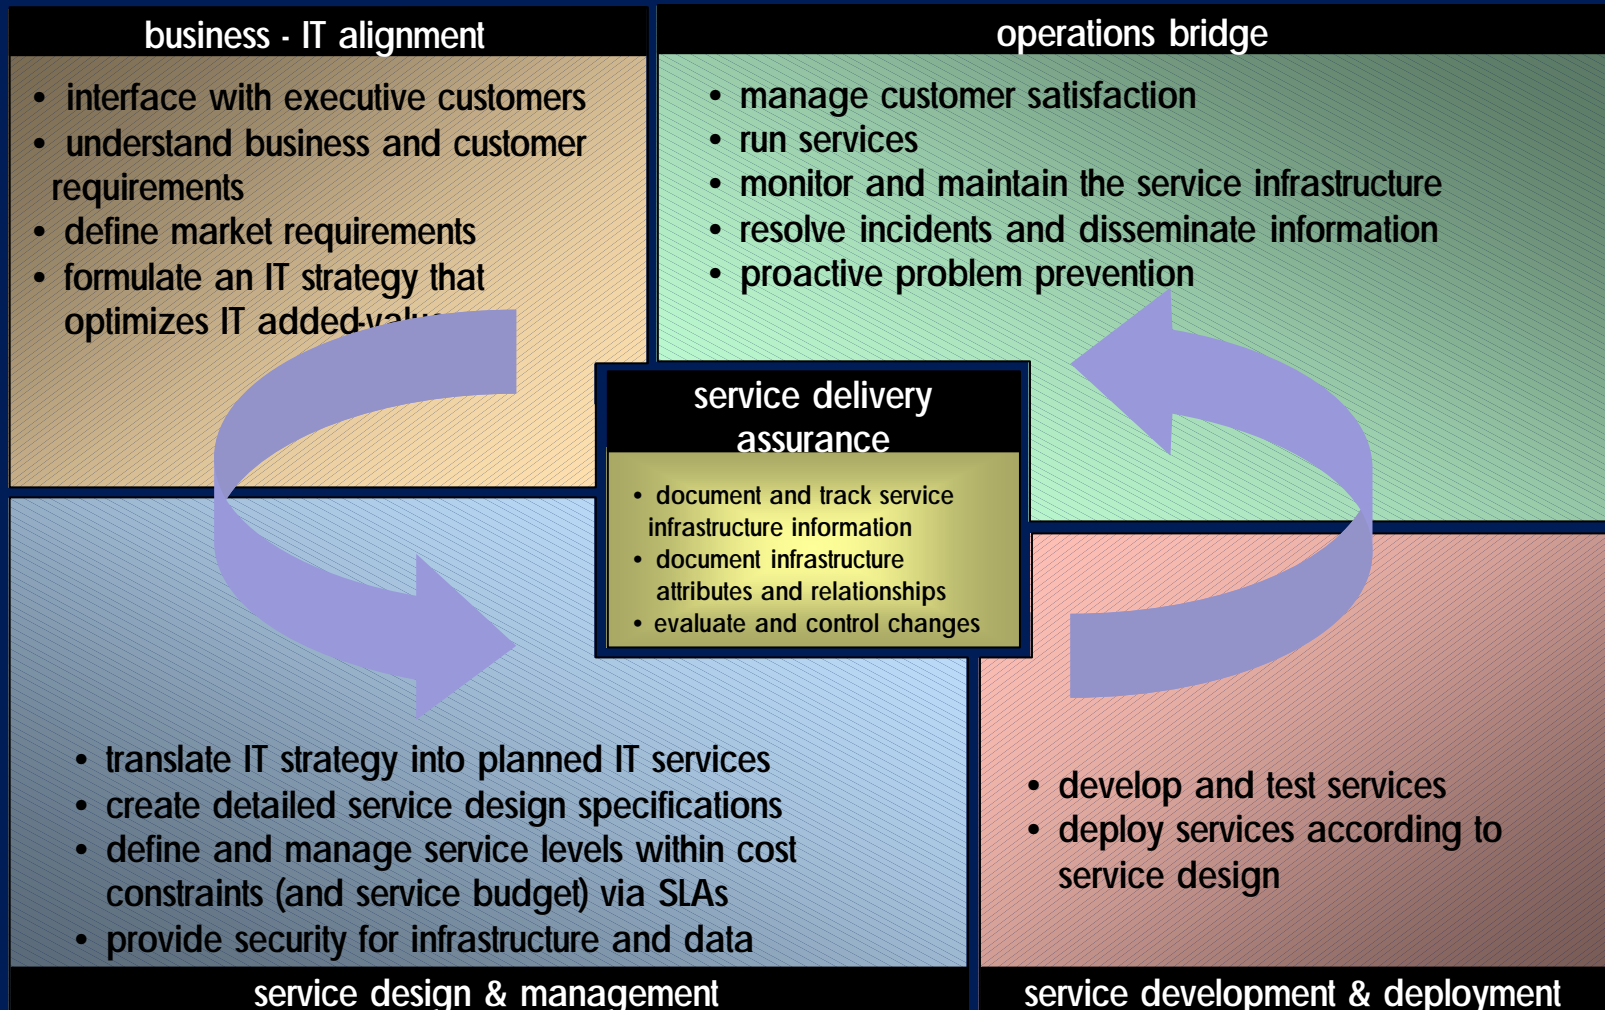 business - IT alignment
• interface with executive customers
• understand business and customer
requirements
• define market requirements
• formulate an IT strategy that
optimizes IT added-value
operations bridge
• manage customer satisfaction
• run services
• monitor and maintain the service infrastructure
• resolve incidents and disseminate information
• proactive problem prevention
service delivery
assurance
• document and track service
infrastructure information
• document infrastructure
attributes and relationships
• evaluate and control changes
• translate IT strategy into planned IT services
• create detailed service design specifications
• define and manage service levels within cost
constraints (and service budget) via SLAs
• provide security for infrastructure and data
service design & management
• develop and test services
• deploy services according to
service design
service development & deployment